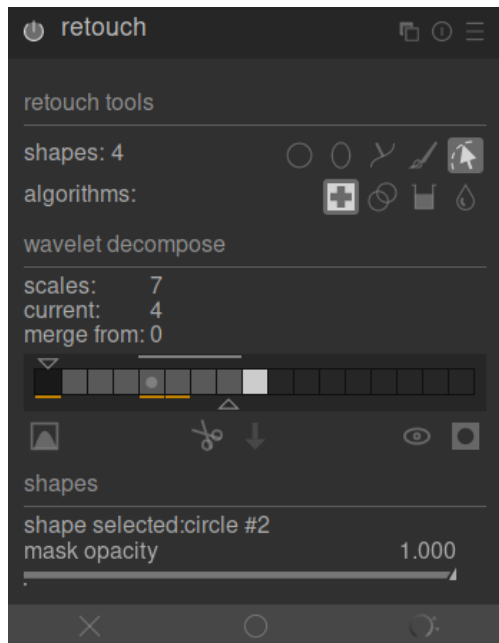 retouch
retouch tools
shapes: 4
algorithms:
wavelet decompose
scales: 7
current: 4
merge from: 0
shapes
shape selected:circle #2
mask opacity 1.000